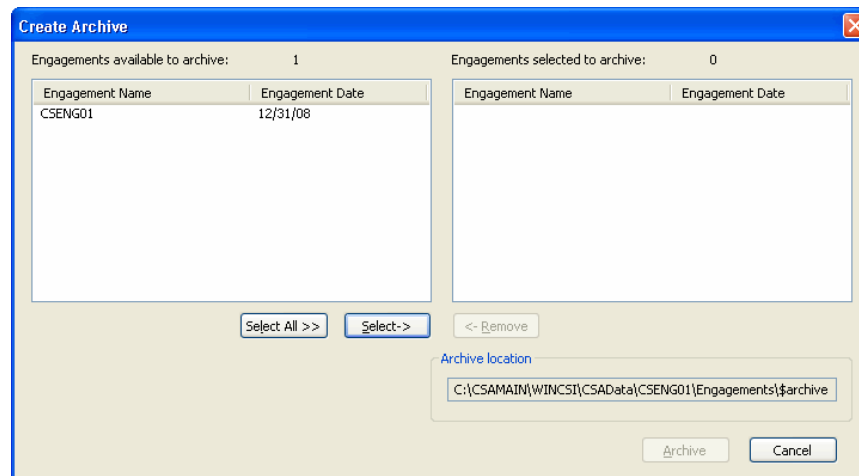 Create Archive
Engagements available to archive: 1
Engagements selected to archive: 0
Engagement Name Engagement Date
CSENG01 12/31/08
Engagement Name Engagement Date
Select All >> Select-> <- Remove
Archive location
C:\CSAMAIN\WINCSI\CSAData\CSENG01\Engagements\$archive
Archive Cancel